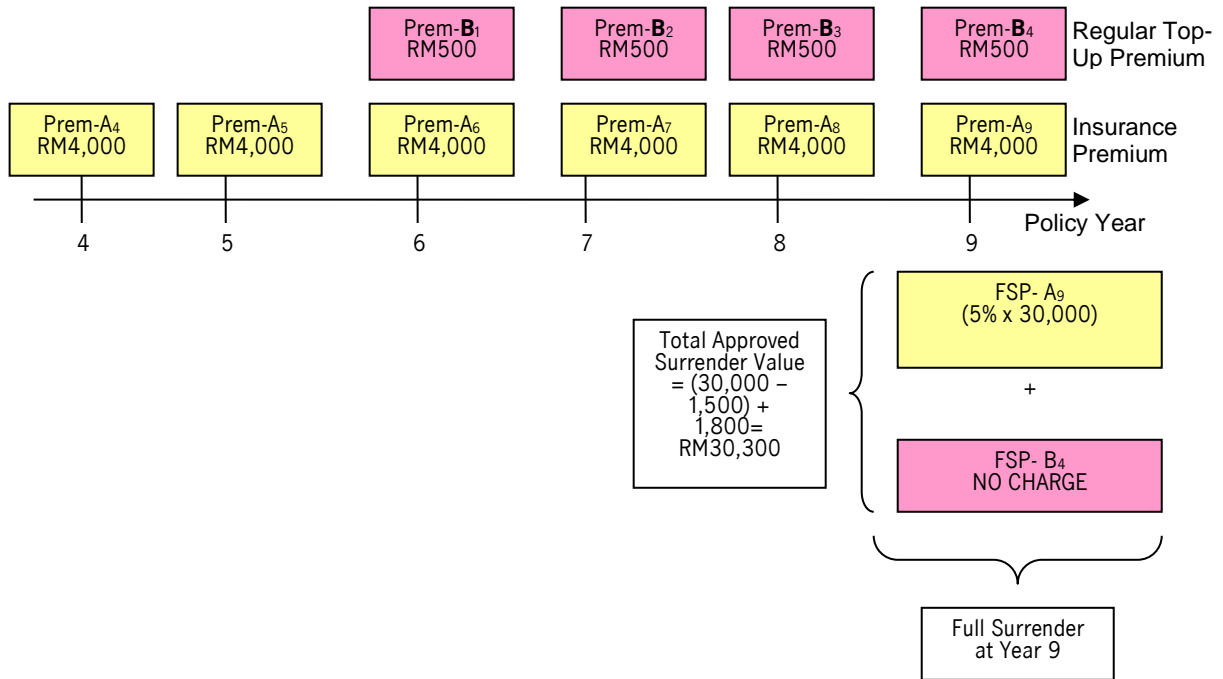 Prem-B1
RM500
Prem-B2
RM500
Prem-B3
RM500
Prem-B4
RM500
Regular Top-
Up Premium
Prem-A4
RM4,000
Prem-A5
RM4,000
Prem-A6
RM4,000
Prem-A7
RM4,000
Prem-A8
RM4,000
Prem-A9
RM4,000
Insurance
Premium
4
5
6
7
8
9
Policy Year
Total Approved
Surrender Value
= (30,000 –
1,500) +
1,800=
RM30,300
FSP- A9
(5% x 30,000)
+
FSP- B4
NO CHARGE
Full Surrender
at Year 9